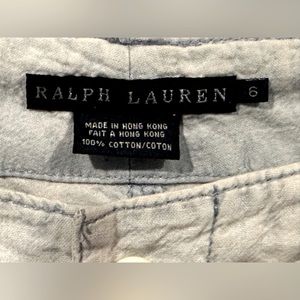 RALPH LAUREN 6
MADE IN HONG KONG
FAIT A HONG KONG
100% COTTON/COTON